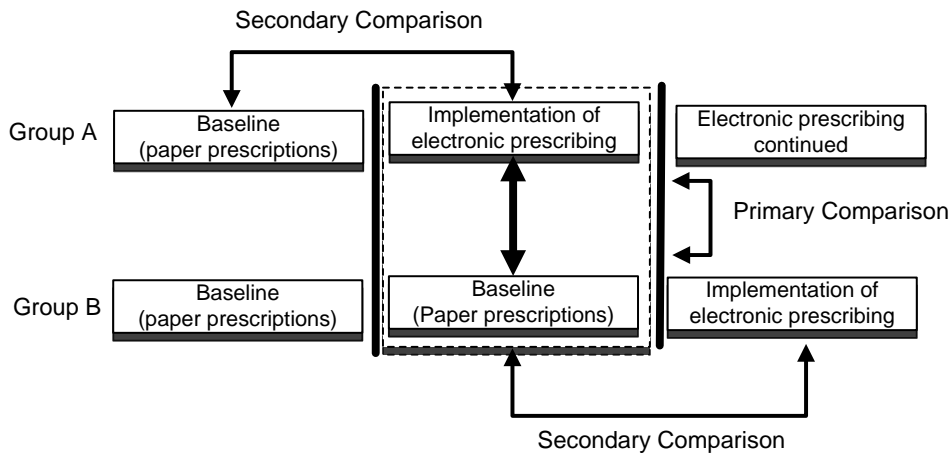 Secondary Comparison
Group A
Baseline
(paper prescriptions)
Implementation of
electronic prescribing
Electronic prescribing
continued
Primary Comparison
Group B
Baseline
(paper prescriptions)
Baseline
(Paper prescriptions)
Implementation of
electronic prescribing
Secondary Comparison